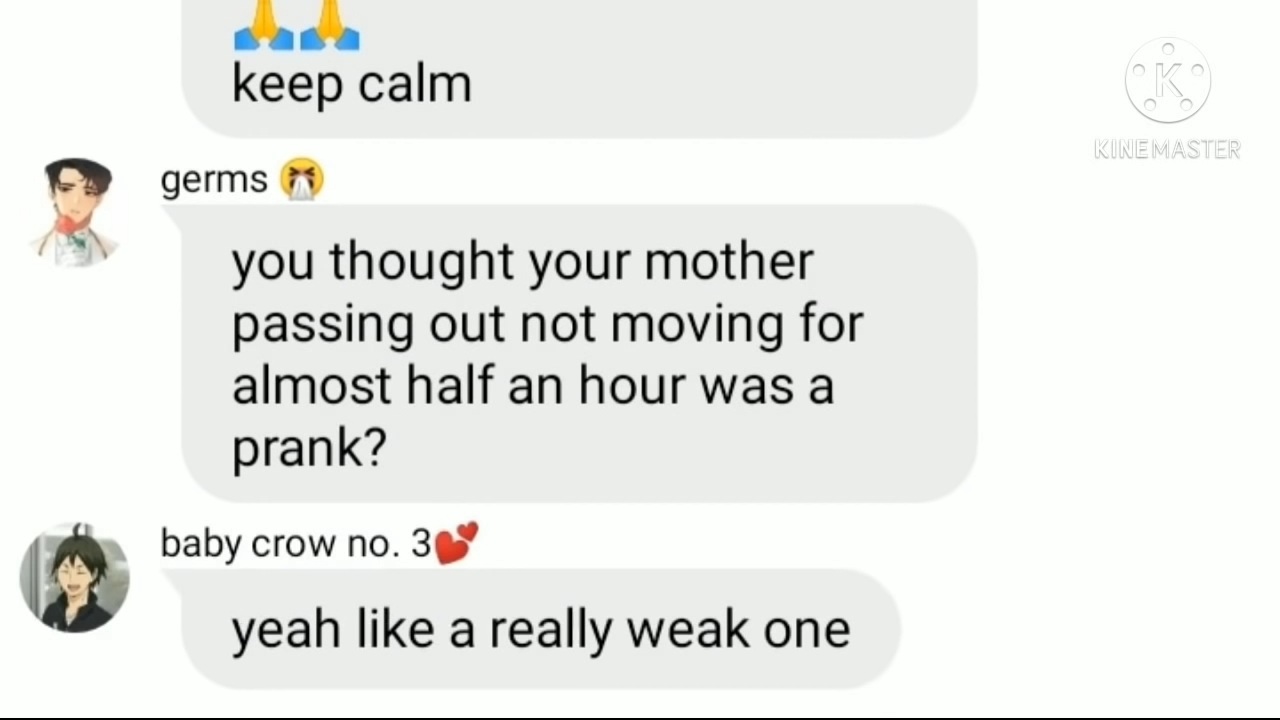 🙏🙏
keep calm
KINEMASTER
germs 🤧
you thought your mother
passing out not moving for
almost half an hour was a
prank?
baby crow no. 3💕
yeah like a really weak one